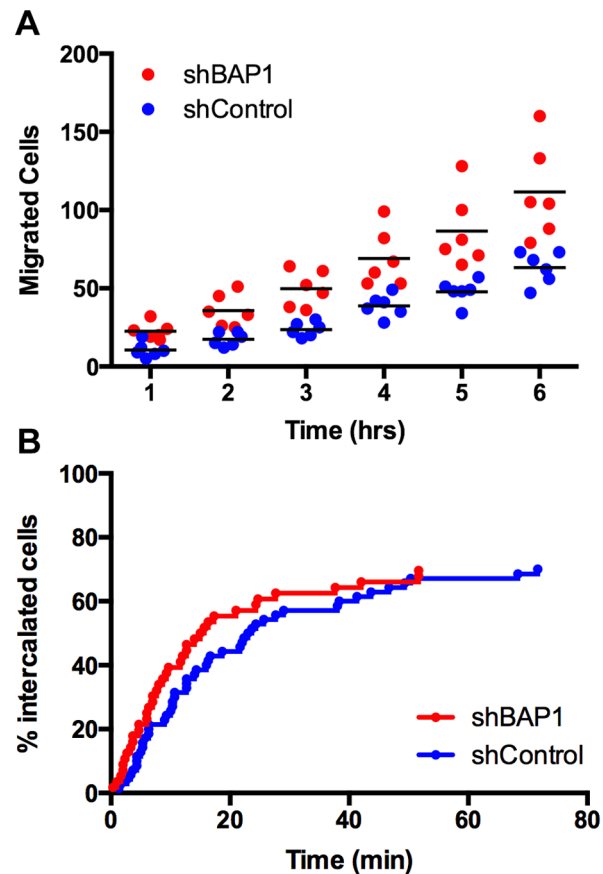 A
200
150
100
50
0
Migrated Cells
shBAP1
shControl
1 2 3 4 5 6
Time (hrs)
B
100
80
60
40
20
0
% intercalated cells
shBAP1
shControl
0 20 40 60 80
Time (min)